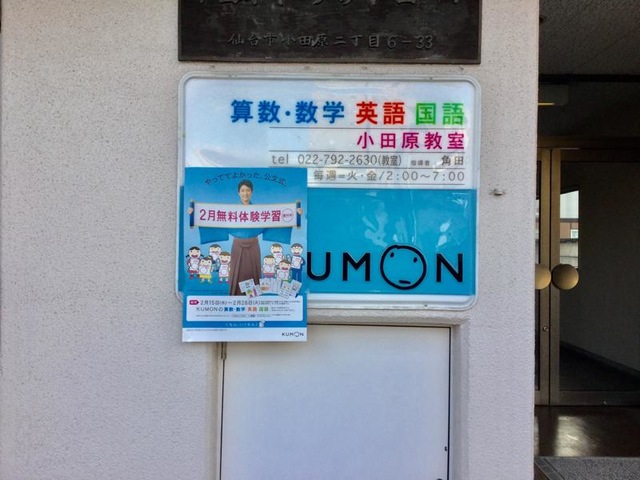 仙台市小田原二丁目6-33
算数・数学 英語 国語
小田原教室
tel 022-792-2630(教室) 指導者 角田
毎週=火・金/2:00〜7:00
KUMON
やっててよかった、公文式。
2月無料体験学習
KUMONの算数・数学 英語 国語
KUMON